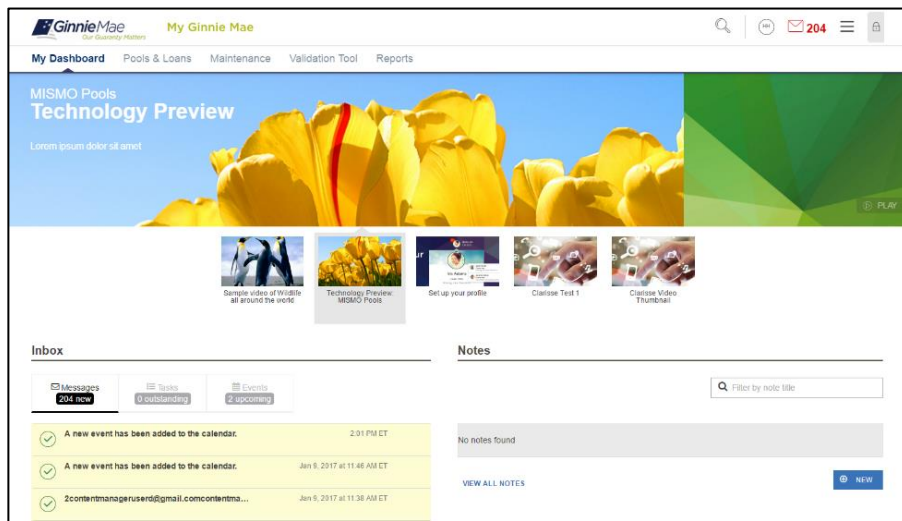 GinnieMae
Our Guaranty Matters
My Ginnie Mae
HH
204
My Dashboard
Pools & Loans
Maintenance
Validation Tool
Reports
MISMO Pools
Technology Preview
Lorem ipsum dolor sit amet
PLAY
Sample video of Wildlife
all around the world
Technology Preview:
MISMO Pools
Set up your profile
Clarisse Test 1
Clarisse Video
Thumbnail
Inbox
Messages
204 new
Tasks
0 outstanding
Events
2 upcoming
A new event has been added to the calendar.
2:01 PM ET
A new event has been added to the calendar.
Jan 9, 2017 at 11:46 AM ET
2contentmanageruserd@gmail.comcontentma...
Jan 9, 2017 at 11:38 AM ET
Notes
Filter by note title
No notes found
VIEW ALL NOTES
NEW